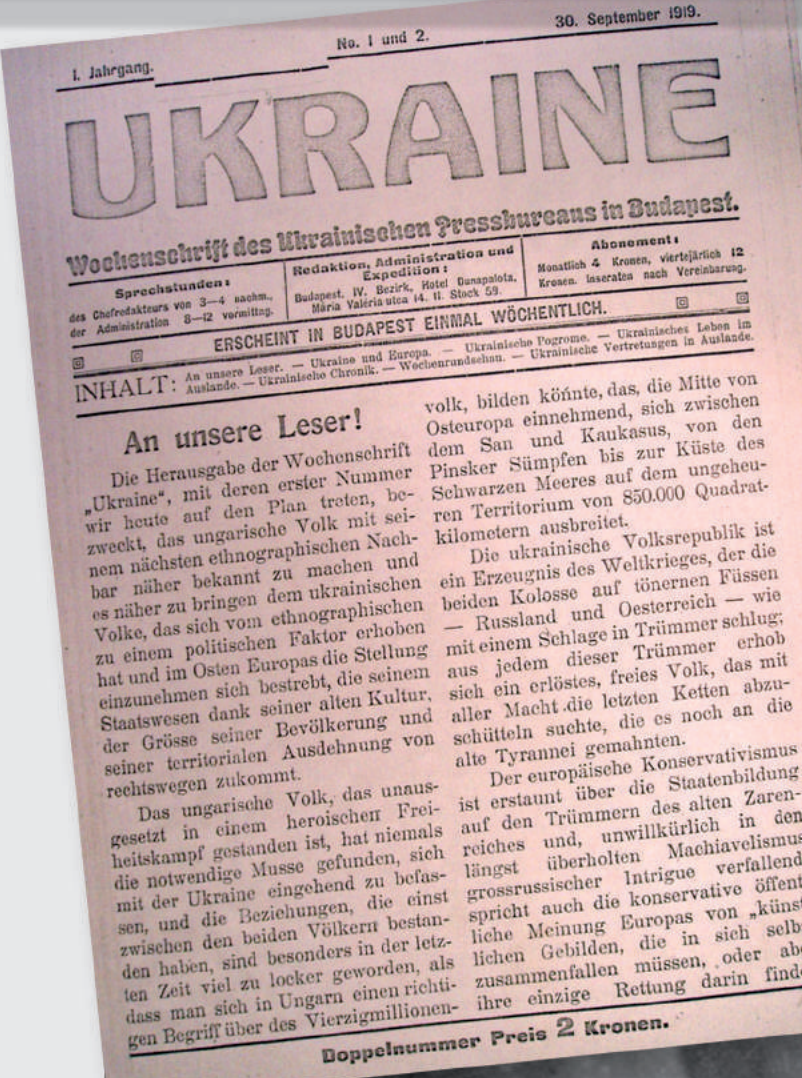 I. Jahrgang.
No. 1 und 2.
30. September 1919.
UKRAINE
Wochenschrift des Ukrainischen Pressbureaus in Budapest.
Sprechstunden:
des Chefredakteurs von 3—4 nachm.,
der Administration 8—12 vormittag.
Redaktion, Administration und
Expedition:
Budapest, IV. Bezirk, Hotel Dunapalota,
Mária Valéria utca 14. II. Stock 59.
Abonement:
Monatlich 4 Kronen, viertejärlich 12
Kronen. Inseraten nach Vereinbarung.
ERSCHEINT IN BUDAPEST EINMAL WÖCHENTLICH.
INHALT: An unsere Leser. — Ukraine und Europa. — Ukrainische Pogrome. — Ukrainisches Leben im
Auslande. — Ukrainische Chronik. — Wochenrundschau. — Ukrainische Vertretungen in Auslande.
An unsere Leser!
Die Herausgabe der Wochenschrift
„Ukraine“, mit deren erster Nummer
wir heute auf den Plan treten, be-
zweckt, das ungarische Volk mit sei-
nem nächsten ethnographischen Nach-
bar näher bekannt zu machen und
es näher zu bringen dem ukrainischen
Volke, das sich vom ethnographischen
zu einem politischen Faktor erhoben
hat und im Osten Europas die Stellung
einzunehmen sich bestrebt, die seinem
Staatswesen dank seiner alten Kultur,
der Grösse seiner Bevölkerung und
seiner territorialen Ausdehnung von
rechtswegen zukommt.
Das ungarische Volk, das unaus-
gesetzt in einem heroischen Frei-
heitskampf gestanden ist, hat niemals
die notwendige Musse gefunden, sich
mit der Ukraine eingehend zu befas-
sen, und die Beziehungen, die einst
zwischen den beiden Völkern bestan-
den haben, sind besonders in der letz-
ten Zeit viel zu locker geworden, als
dass man sich in Ungarn einen richti-
gen Begriff über des Vierzigmillionen-
volk, bilden könnte, das, die Mitte von
Osteuropa einnehmend, sich zwischen
dem San und Kaukasus, von den
Pinsker Sümpfen bis zur Küste des
Schwarzen Meeres auf dem ungeheu-
ren Territorium von 850.000 Quadrat-
kilometern ausbreitet.
Die ukrainische Volksrepublik ist
ein Erzeugnis des Weltkrieges, der die
beiden Kolosse auf tönernen Füssen
— Russland und Oesterreich — wie
mit einem Schlage in Trümmer schlug;
aus jedem dieser Trümmer erhob
sich ein erlöstes, freies Volk, das mit
aller Macht die letzten Ketten abzu-
schütteln suchte, die es noch an die
alte Tyrannei gemahnten.
Der europäische Konservativismus
ist erstaunt über die Staatenbildung
auf den Trümmern des alten Zaren-
reiches und, unwillkürlich in den
längst überholten Machiavelismus
grossrussischer Intrigue verfallend
spricht auch die konservative öffent
liche Meinung Europas von „künst
lichen Gebilden, die in sich selb
zusammenfallen müssen, oder abe
ihre einzige Rettung darin finde
Doppelnummer Preis 2 Kronen.